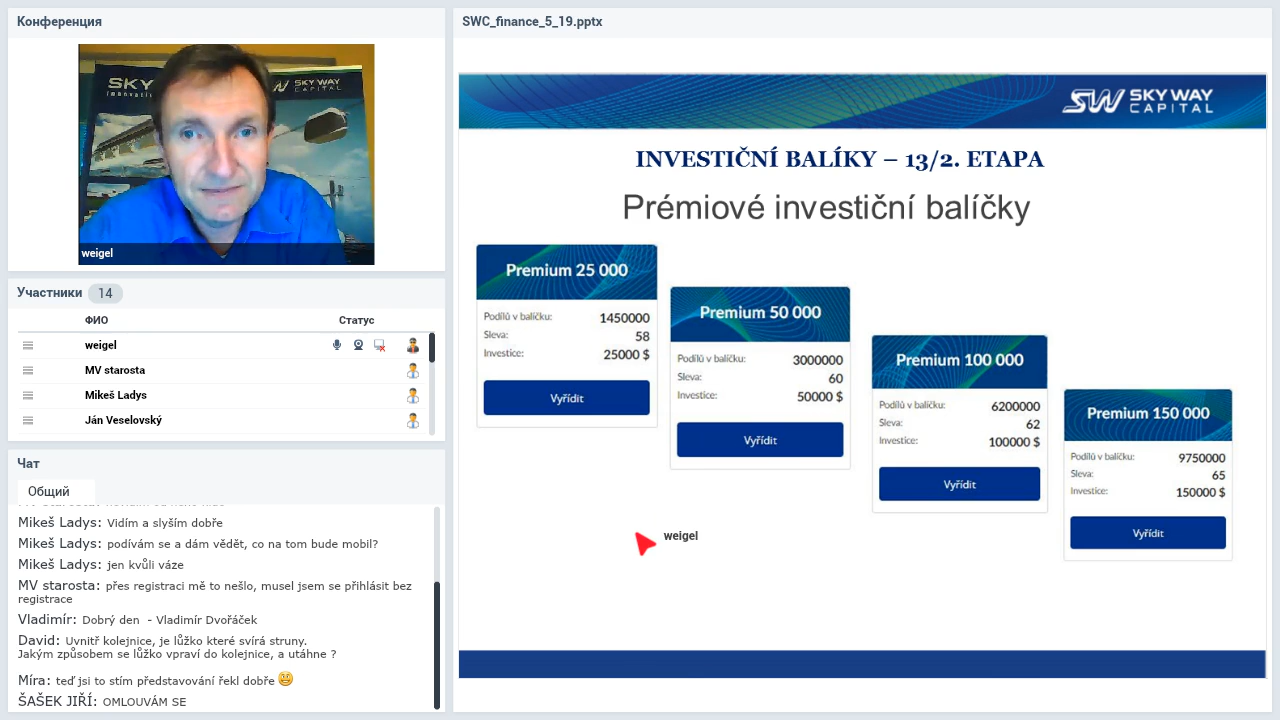 Конференция
SKY
SKY WAY
weigel
Участники 14
ФИО Статус
weigel
MV starosta
Mikeš Ladys
Ján Veselovský
Чат
Общий
Mikeš Ladys: Vidím a slyším dobře
Mikeš Ladys: podívám se a dám vědět, co na tom bude mobil?
Mikeš Ladys: jen kvůli váze
MV starosta: přes registraci mě to nešlo, musel jsem se přihlásit bez
registrace
Vladimír: Dobrý den - Vladimír Dvořáček
David: Uvnitř kolejnice, je lůžko které svírá struny.
Jakým způsobem se lůžko vpraví do kolejnice, a utáhne ?
Míra: teď jsi to stím představování řekl dobře
ŠAŠEK JIŘÍ: OMLOUVÁM SE
SWC_finance_5_19.pptx
SW SKY WAY
CAPITAL
INVESTIČNÍ BALÍKY – 13/2. ETAPA
Prémiové investiční balíčky
Premium 25 000
Podílů v balíčku: 1450000
Sleva: 58
Investice: 25000 $
Vyřídit
Premium 50 000
Podílů v balíčku: 3000000
Sleva: 60
Investice: 50000 $
Vyřídit
Premium 100 000
Podílů v balíčku: 6200000
Sleva: 62
Investice: 100000 $
Vyřídit
Premium 150 000
Podílů v balíčku: 9750000
Sleva: 65
Investice: 150000 $
Vyřídit
weigel